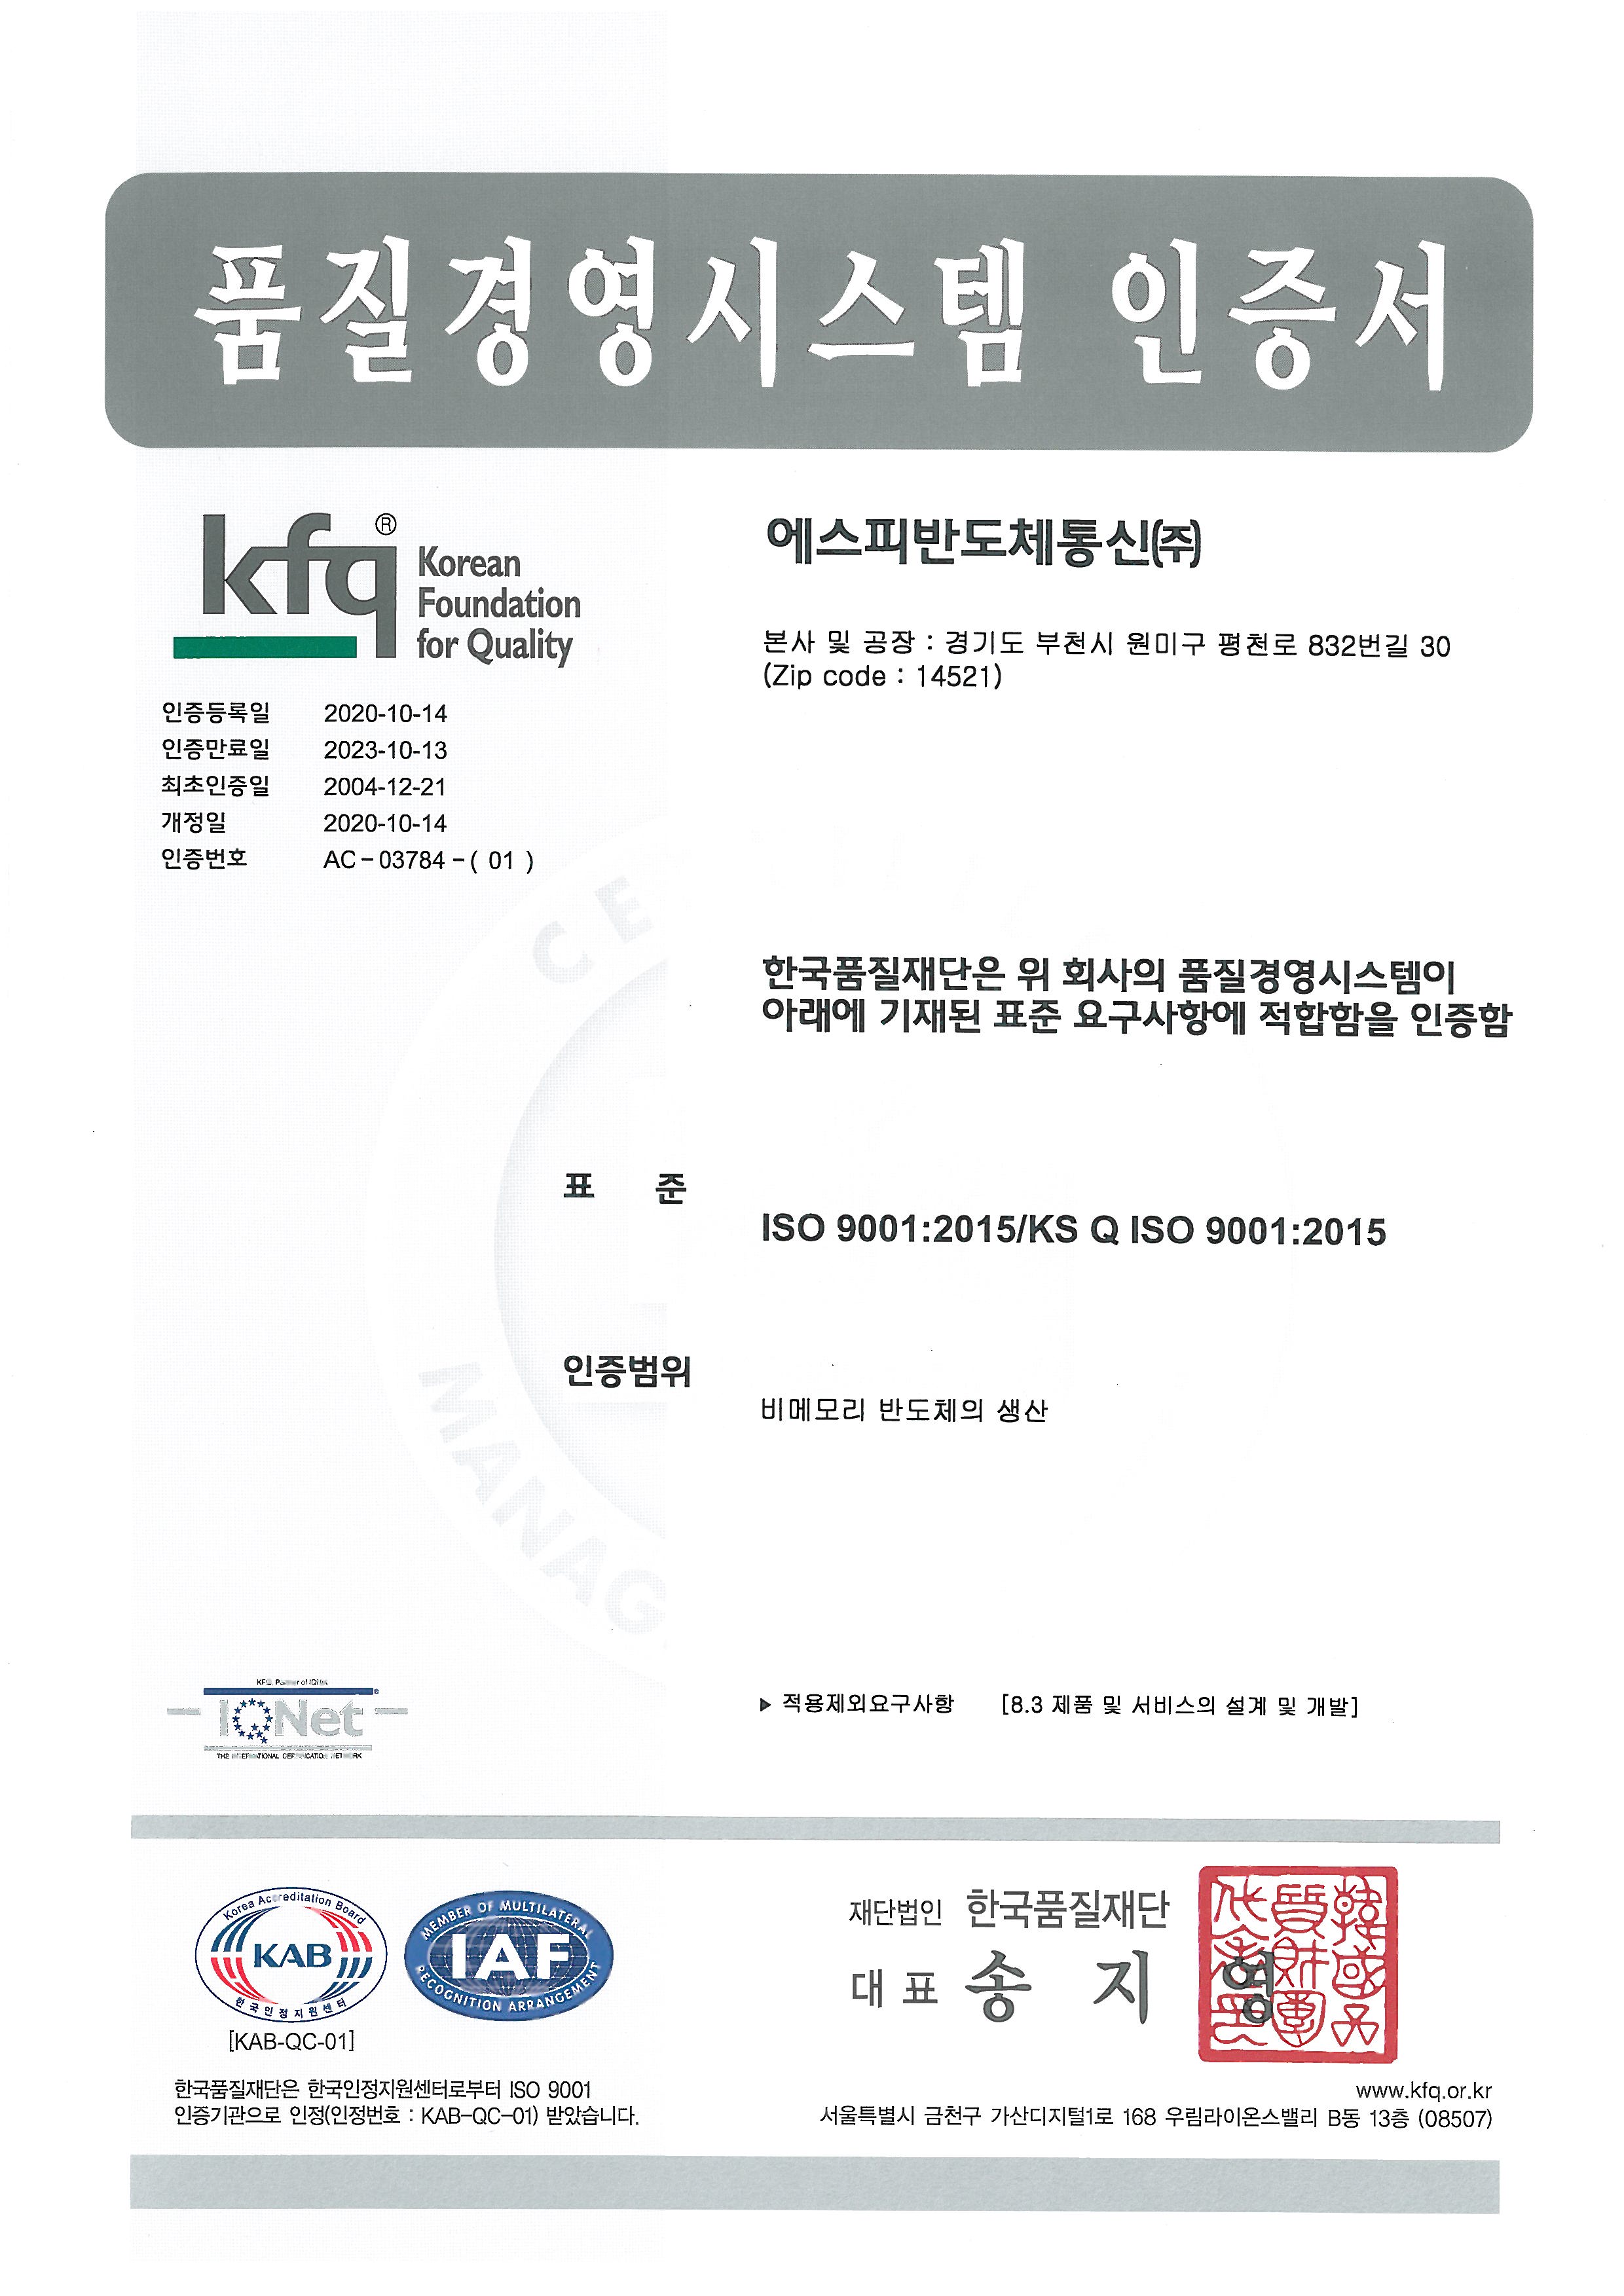 품질경영시스템 인증서
kfq®
Korean
Foundation
for Quality
에스피반도체통신(주)
본사 및 공장 : 경기도 부천시 원미구 평천로 832번길 30
(Zip code : 14521)
인증등록일 2020-10-14
인증만료일 2023-10-13
최초인증일 2004-12-21
개정일 2020-10-14
인증번호 AC-03784-( 01 )
한국품질재단은 위 회사의 품질경영시스템이
아래에 기재된 표준 요구사항에 적합함을 인증함
표 준
ISO 9001:2015/KS Q ISO 9001:2015
인증범위
비메모리 반도체의 생산
CE
MANAG
Partner of
IQNet
THE INTERNATIONAL CERTIFICATION NETWORK
▶ 적용제외요구사항 [8.3 제품 및 서비스의 설계 및 개발]
Korea Accreditation Board
KAB
한국인정지원센터
[KAB-QC-01]
MEMBER OF MULTILATERAL
IAF
RECOGNITION ARRANGEMENT
재단법인 한국품질재단
대표 송 지 영
한국품질재단은 한국인정지원센터로부터 ISO 9001
인증기관으로 인정(인정번호 : KAB-QC-01) 받았습니다.
www.kfq.or.kr
서울특별시 금천구 가산디지털1로 168 우림라이온스밸리 B동 13층 (08507)